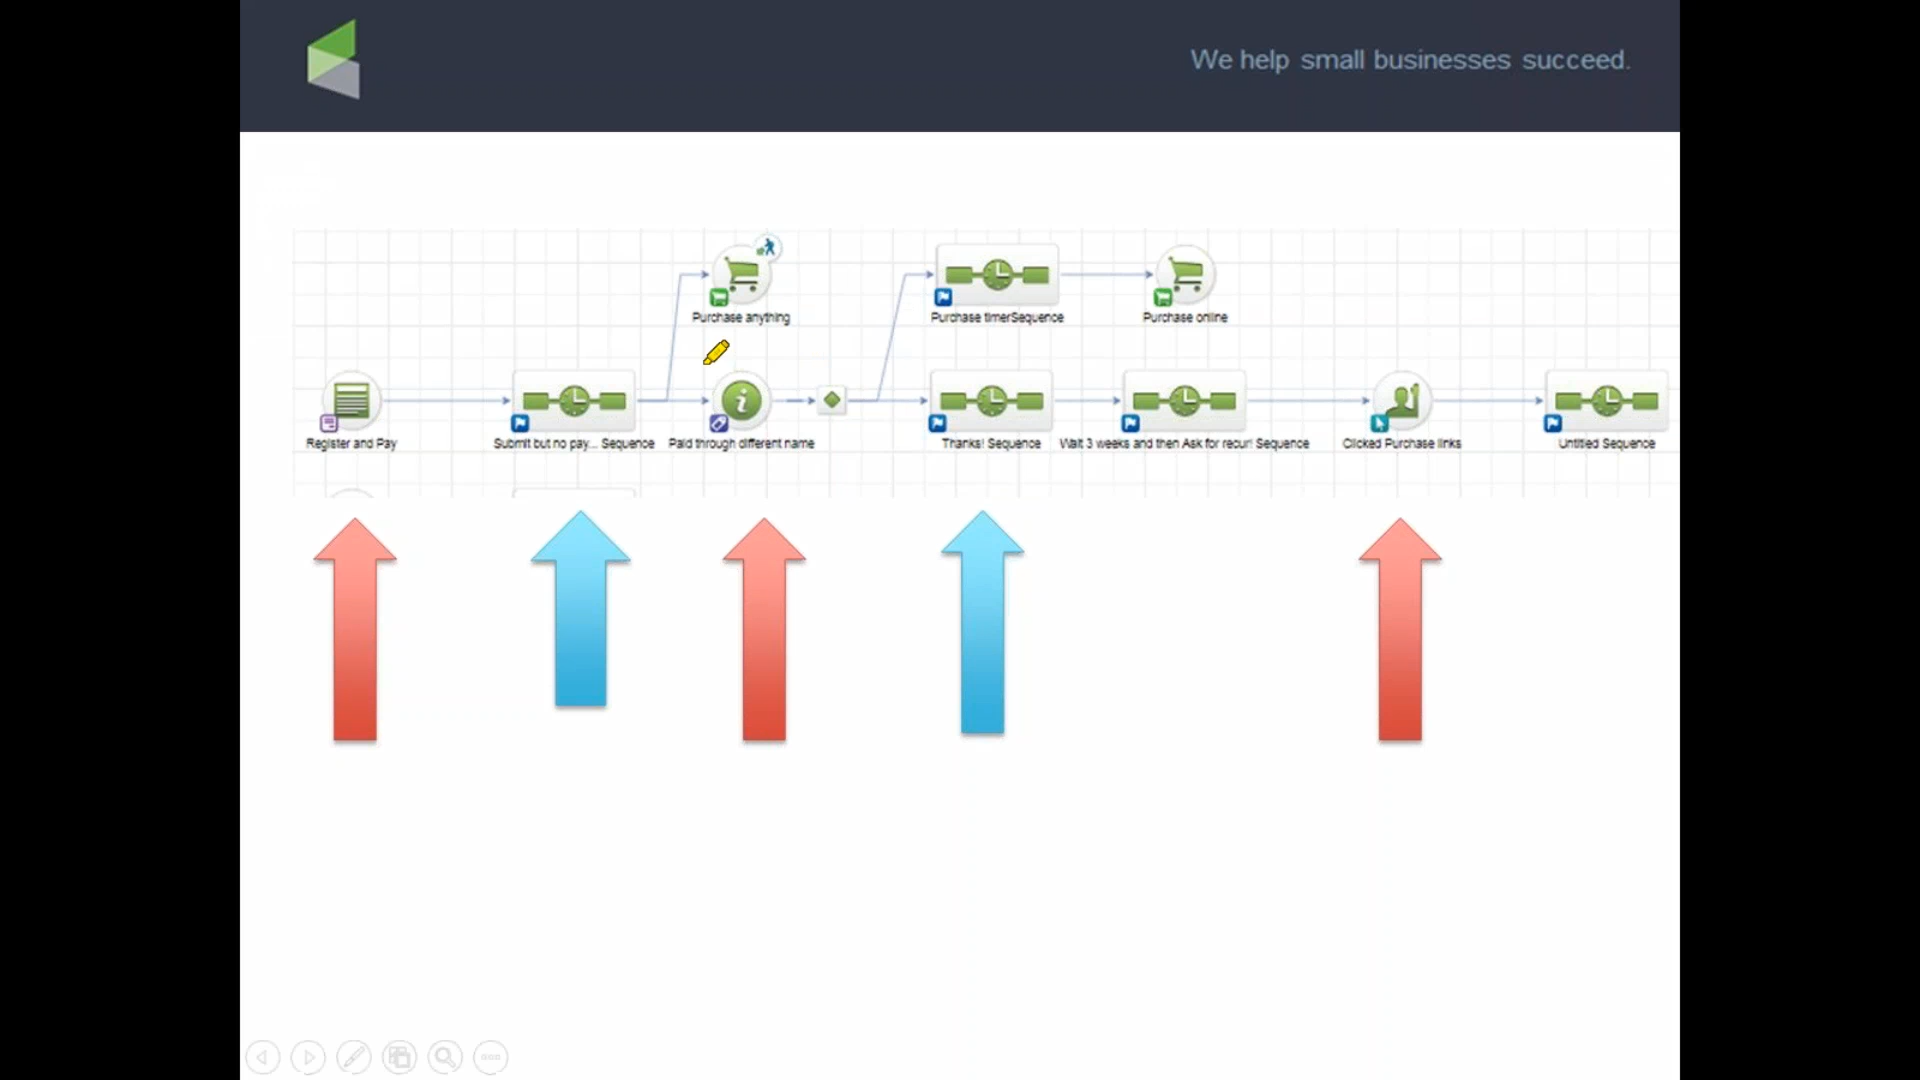 We help small businesses succeed.
Purchase anything
Purchase timerSequence
Purchase online
Register and Pay
Submit but no pay... Sequence
Paid through different name
Thanks! Sequence
Wait 3 weeks and then Ask for recur! Sequence
Clicked Purchase links
Untitled Sequence